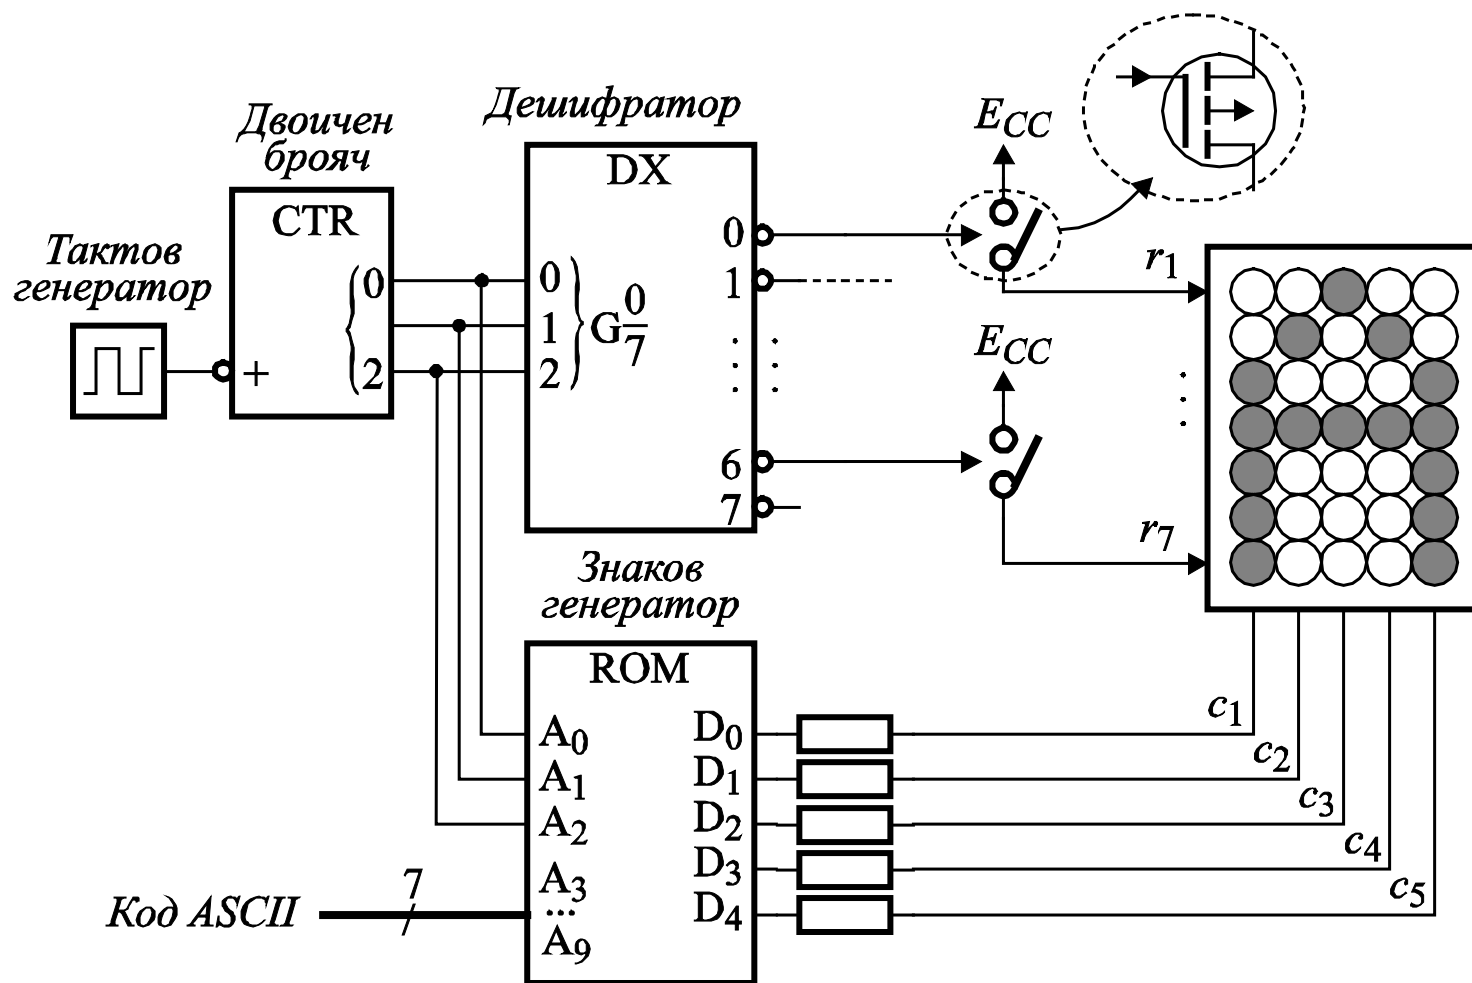 Тактов
генератор
Двоичен
брояч
CTR
+
0
2
Дешифратор
DX
0
1
2
G 0/7
0
1
6
7
E_CC
E_CC
r_1
r_7
Знаков
генератор
ROM
A_0
A_1
A_2
A_3
...
A_9
D_0
D_1
D_2
D_3
D_4
Код ASCII
7
c_1
c_2
c_3
c_4
c_5